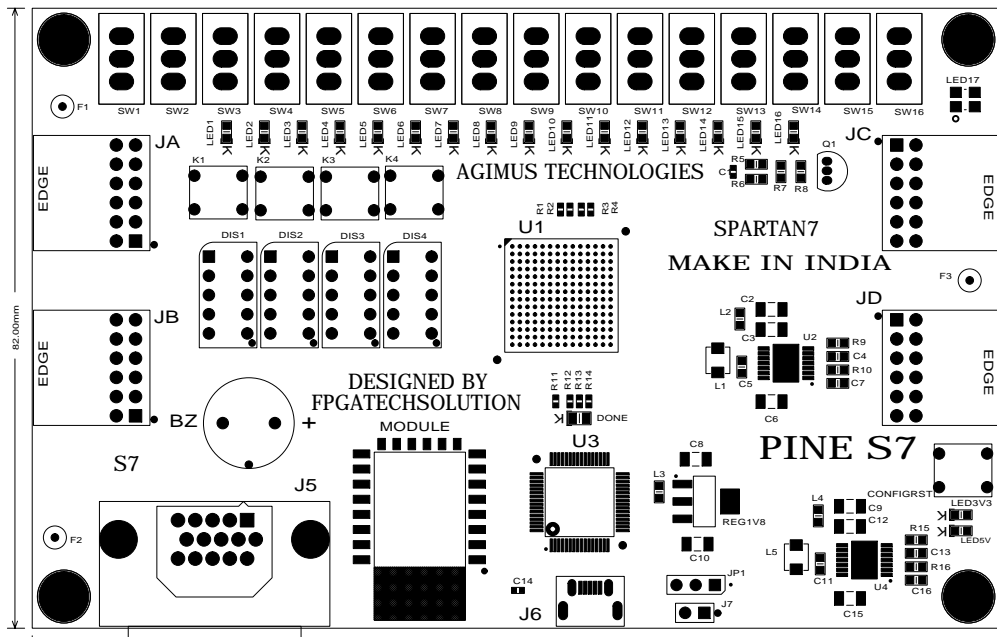 SW1 SW2 SW3 SW4 SW5 SW6 SW7 SW8 SW9 SW10 SW11 SW12 SW13 SW14 SW15 SW16
LED17
F1
LED1 LED2 LED3 LED4 LED5 LED6 LED7 LED8 LED9 LED10 LED11 LED12 LED13 LED14 LED15 LED16
K K K K K K K K K K K K K K K K
JA
JC
EDGE
EDGE
K1 K2 K3 K4
AGIMUS TECHNOLOGIES
C1
R5
R6
R7 R8
Q1
R1 R2 R3 R4
U1
SPARTAN7
MAKE IN INDIA
DIS1 DIS2 DIS3 DIS4
F3
JB
JD
EDGE
EDGE
82.00mm
C2
L2
C3
U2
R9
C4
R10
C7
L1
C5
C6
DESIGNED BY
FPGATECHSOLUTION
R11 R12 R13 R14
K DONE
BZ +
MODULE
U3
PINE S7
S7
J5
C8
L3
REG1V8
C10
CONFIGRST
L4
C9
C12
LED3V3
K
LED5V
K
F2
L5
C11
R15
C13
R16
C16
U4
C15
C14
J6
JP1
J7